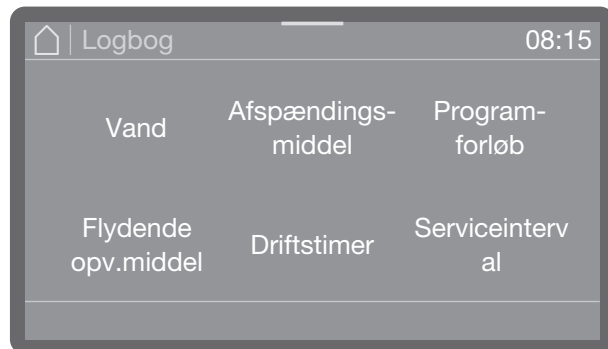 Logbog
08:15
Vand
Afspændings-
middel
Program-
forløb
Flydende
opv.middel
Driftstimer
Serviceinterv
al